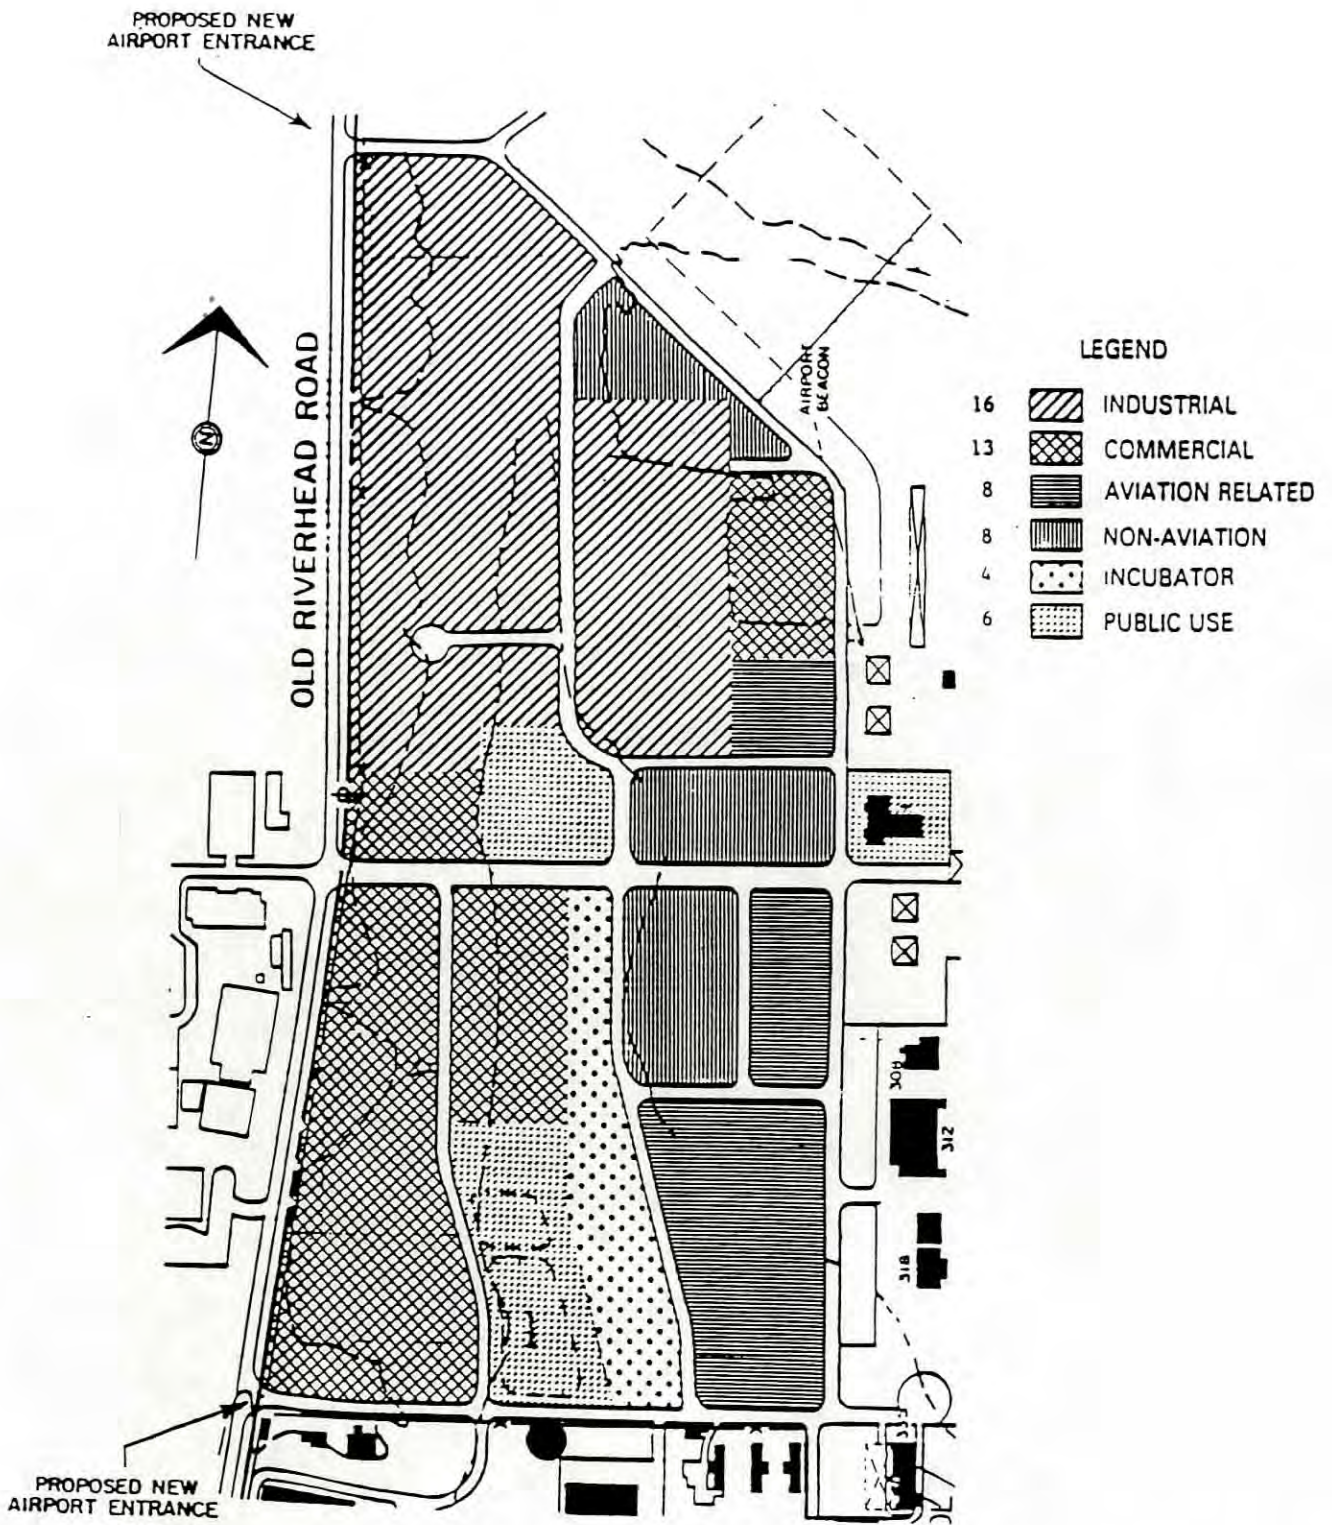 PROPOSED NEW
AIRPORT ENTRANCE
N
OLD RIVERHEAD ROAD
AIRPORT
BEACON
LEGEND
16 INDUSTRIAL
13 COMMERCIAL
8 AVIATION RELATED
8 NON-AVIATION
4 INCUBATOR
6 PUBLIC USE
312
318
PROPOSED NEW
AIRPORT ENTRANCE